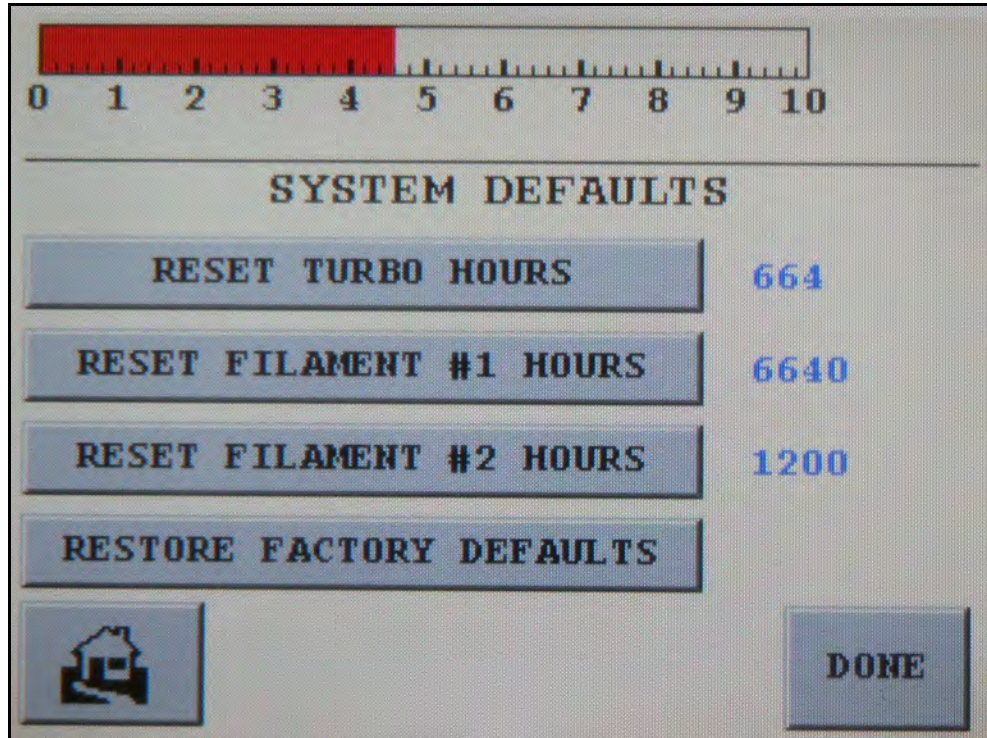 0 1 2 3 4 5 6 7 8 9 10
SYSTEM DEFAULTS
RESET TURBO HOURS 664
RESET FILAMENT #1 HOURS 6640
RESET FILAMENT #2 HOURS 1200
RESTORE FACTORY DEFAULTS
DONE